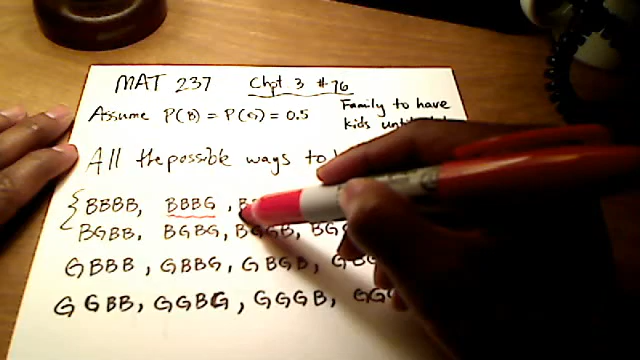 MAT 237 Chpt 3 #76
Assume P(B) = P(G) = 0.5
Family to have
kids
All the possible ways to
{ BBBB, BBBG,
BGBB, BGBG, BGGB,
GBBB, GBBG, GBGB,
GGBB, GGBG, GGGB,